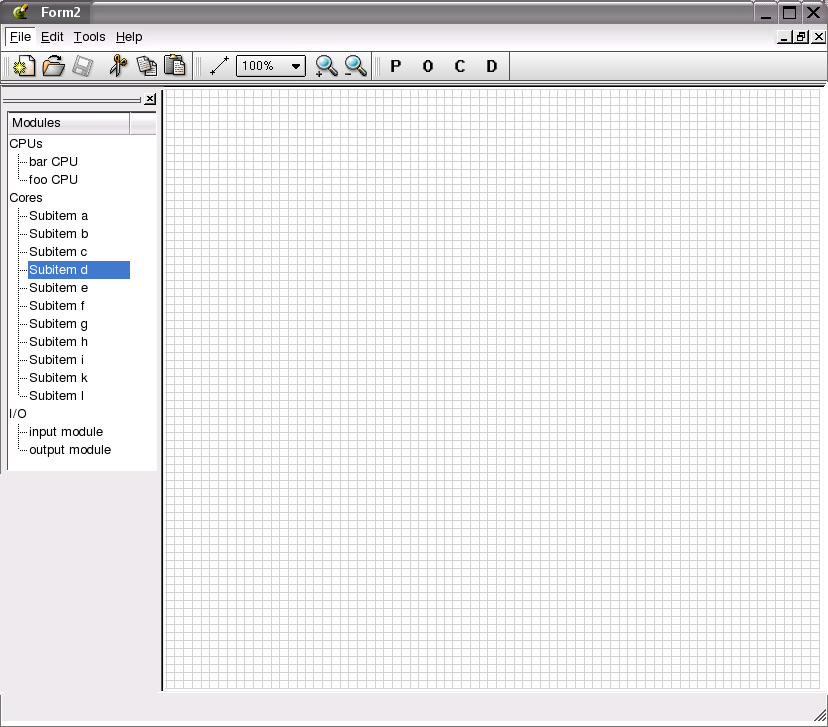 Form2
File Edit Tools Help
100% P O C D
Modules
CPUs
bar CPU
foo CPU
Cores
Subitem a
Subitem b
Subitem c
Subitem d
Subitem e
Subitem f
Subitem g
Subitem h
Subitem i
Subitem k
Subitem l
I/O
input module
output module